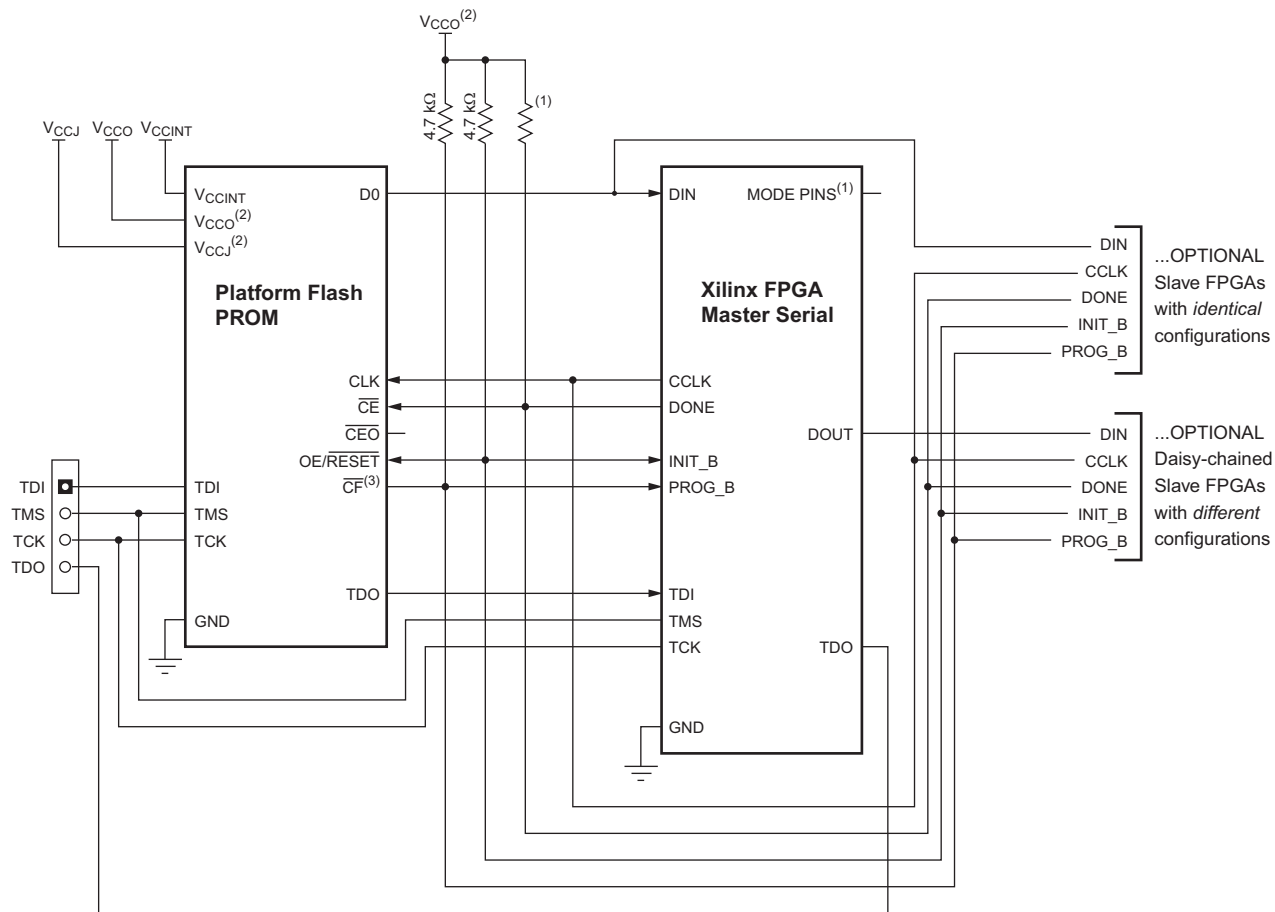 VCCO(2)
4.7 kΩ
4.7 kΩ
(1)
VCCJ VCCO VCCINT
VCCINT
VCCO(2)
VCCJ(2)
D0
Platform Flash
PROM
CLK
CE
CEO
OE/RESET
CF(3)
TDI
TMS
TCK
TDO
GND
TDI
TMS
TCK
TDO
DIN
MODE PINS(1)
Xilinx FPGA
Master Serial
CCLK
DONE
DOUT
INIT_B
PROG_B
TDI
TMS
TCK
TDO
GND
DIN
CCLK
DONE
INIT_B
PROG_B
...OPTIONAL
Slave FPGAs
with identical
configurations
DIN
CCLK
DONE
INIT_B
PROG_B
...OPTIONAL
Daisy-chained
Slave FPGAs
with different
configurations